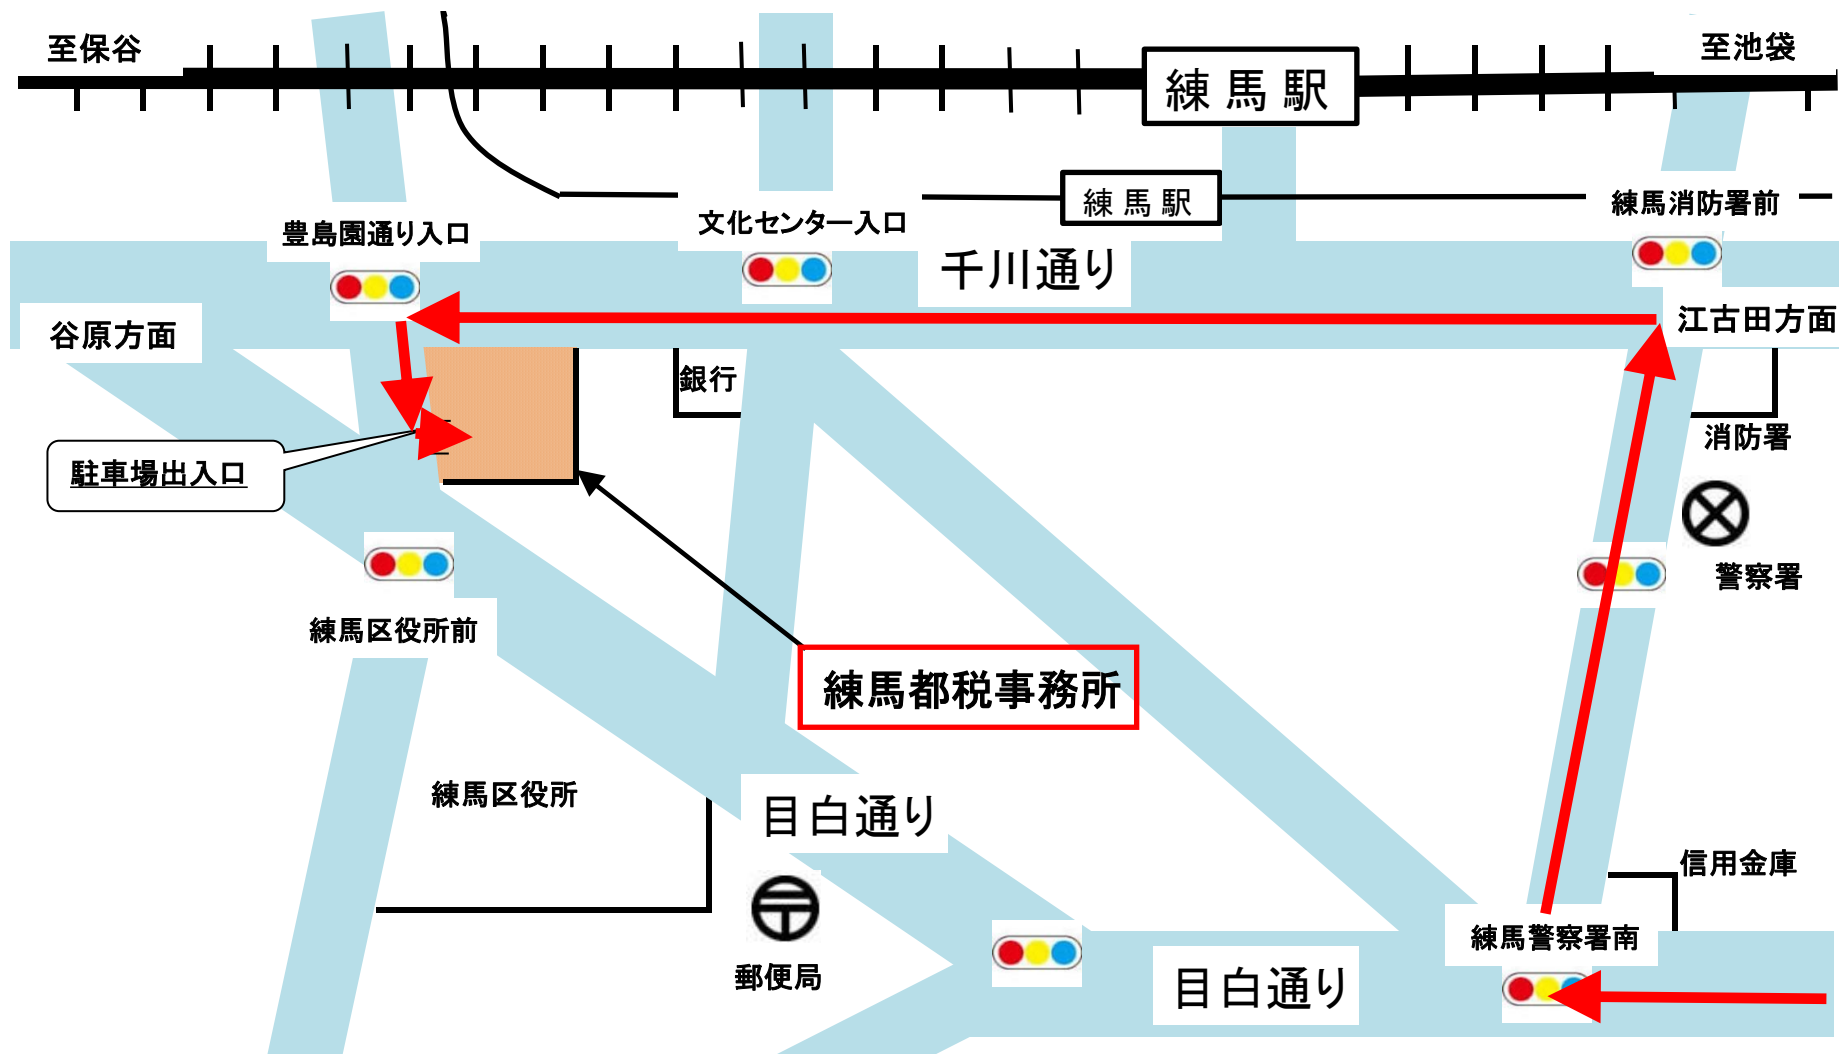 至保谷
至池袋
練馬駅
練馬駅
練馬消防署前
文化センター入口
豊島園通り入口
千川通り
谷原方面
江古田方面
銀行
消防署
駐車場出入口
警察署
練馬区役所前
練馬都税事務所
練馬区役所
目白通り
信用金庫
練馬警察署南
郵便局
目白通り